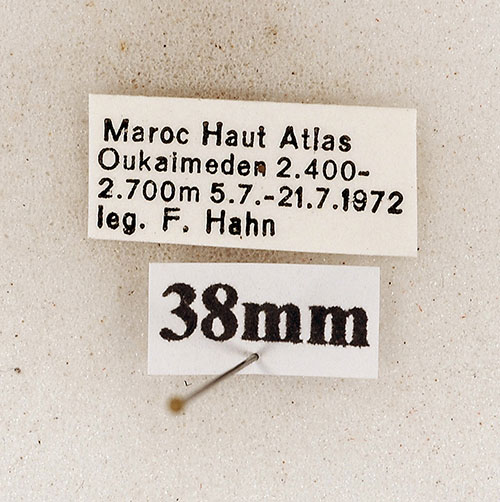 Maroc Haut Atlas
Oukaimeden 2.400-
2.700m 5.7.-21.7.1972
leg. F. Hahn
38mm